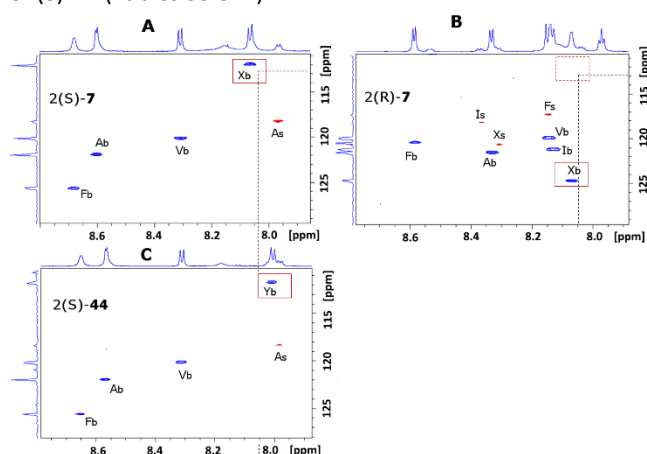 A
2(S)-7
Xb
As
Vb
Ab
Fb
115
120
125
[ppm]
8.6
8.4
8.2
8.0
[ppm]
B
2(R)-7
Is
Xs
Fs
Vb
Fb
Ab
Ib
Xb
115
120
125
[ppm]
8.6
8.4
8.2
8.0
[ppm]
C
2(S)-44
Yb
As
Vb
Ab
Fb
115
120
125
[ppm]
8.6
8.4
8.2
8.0
[ppm]